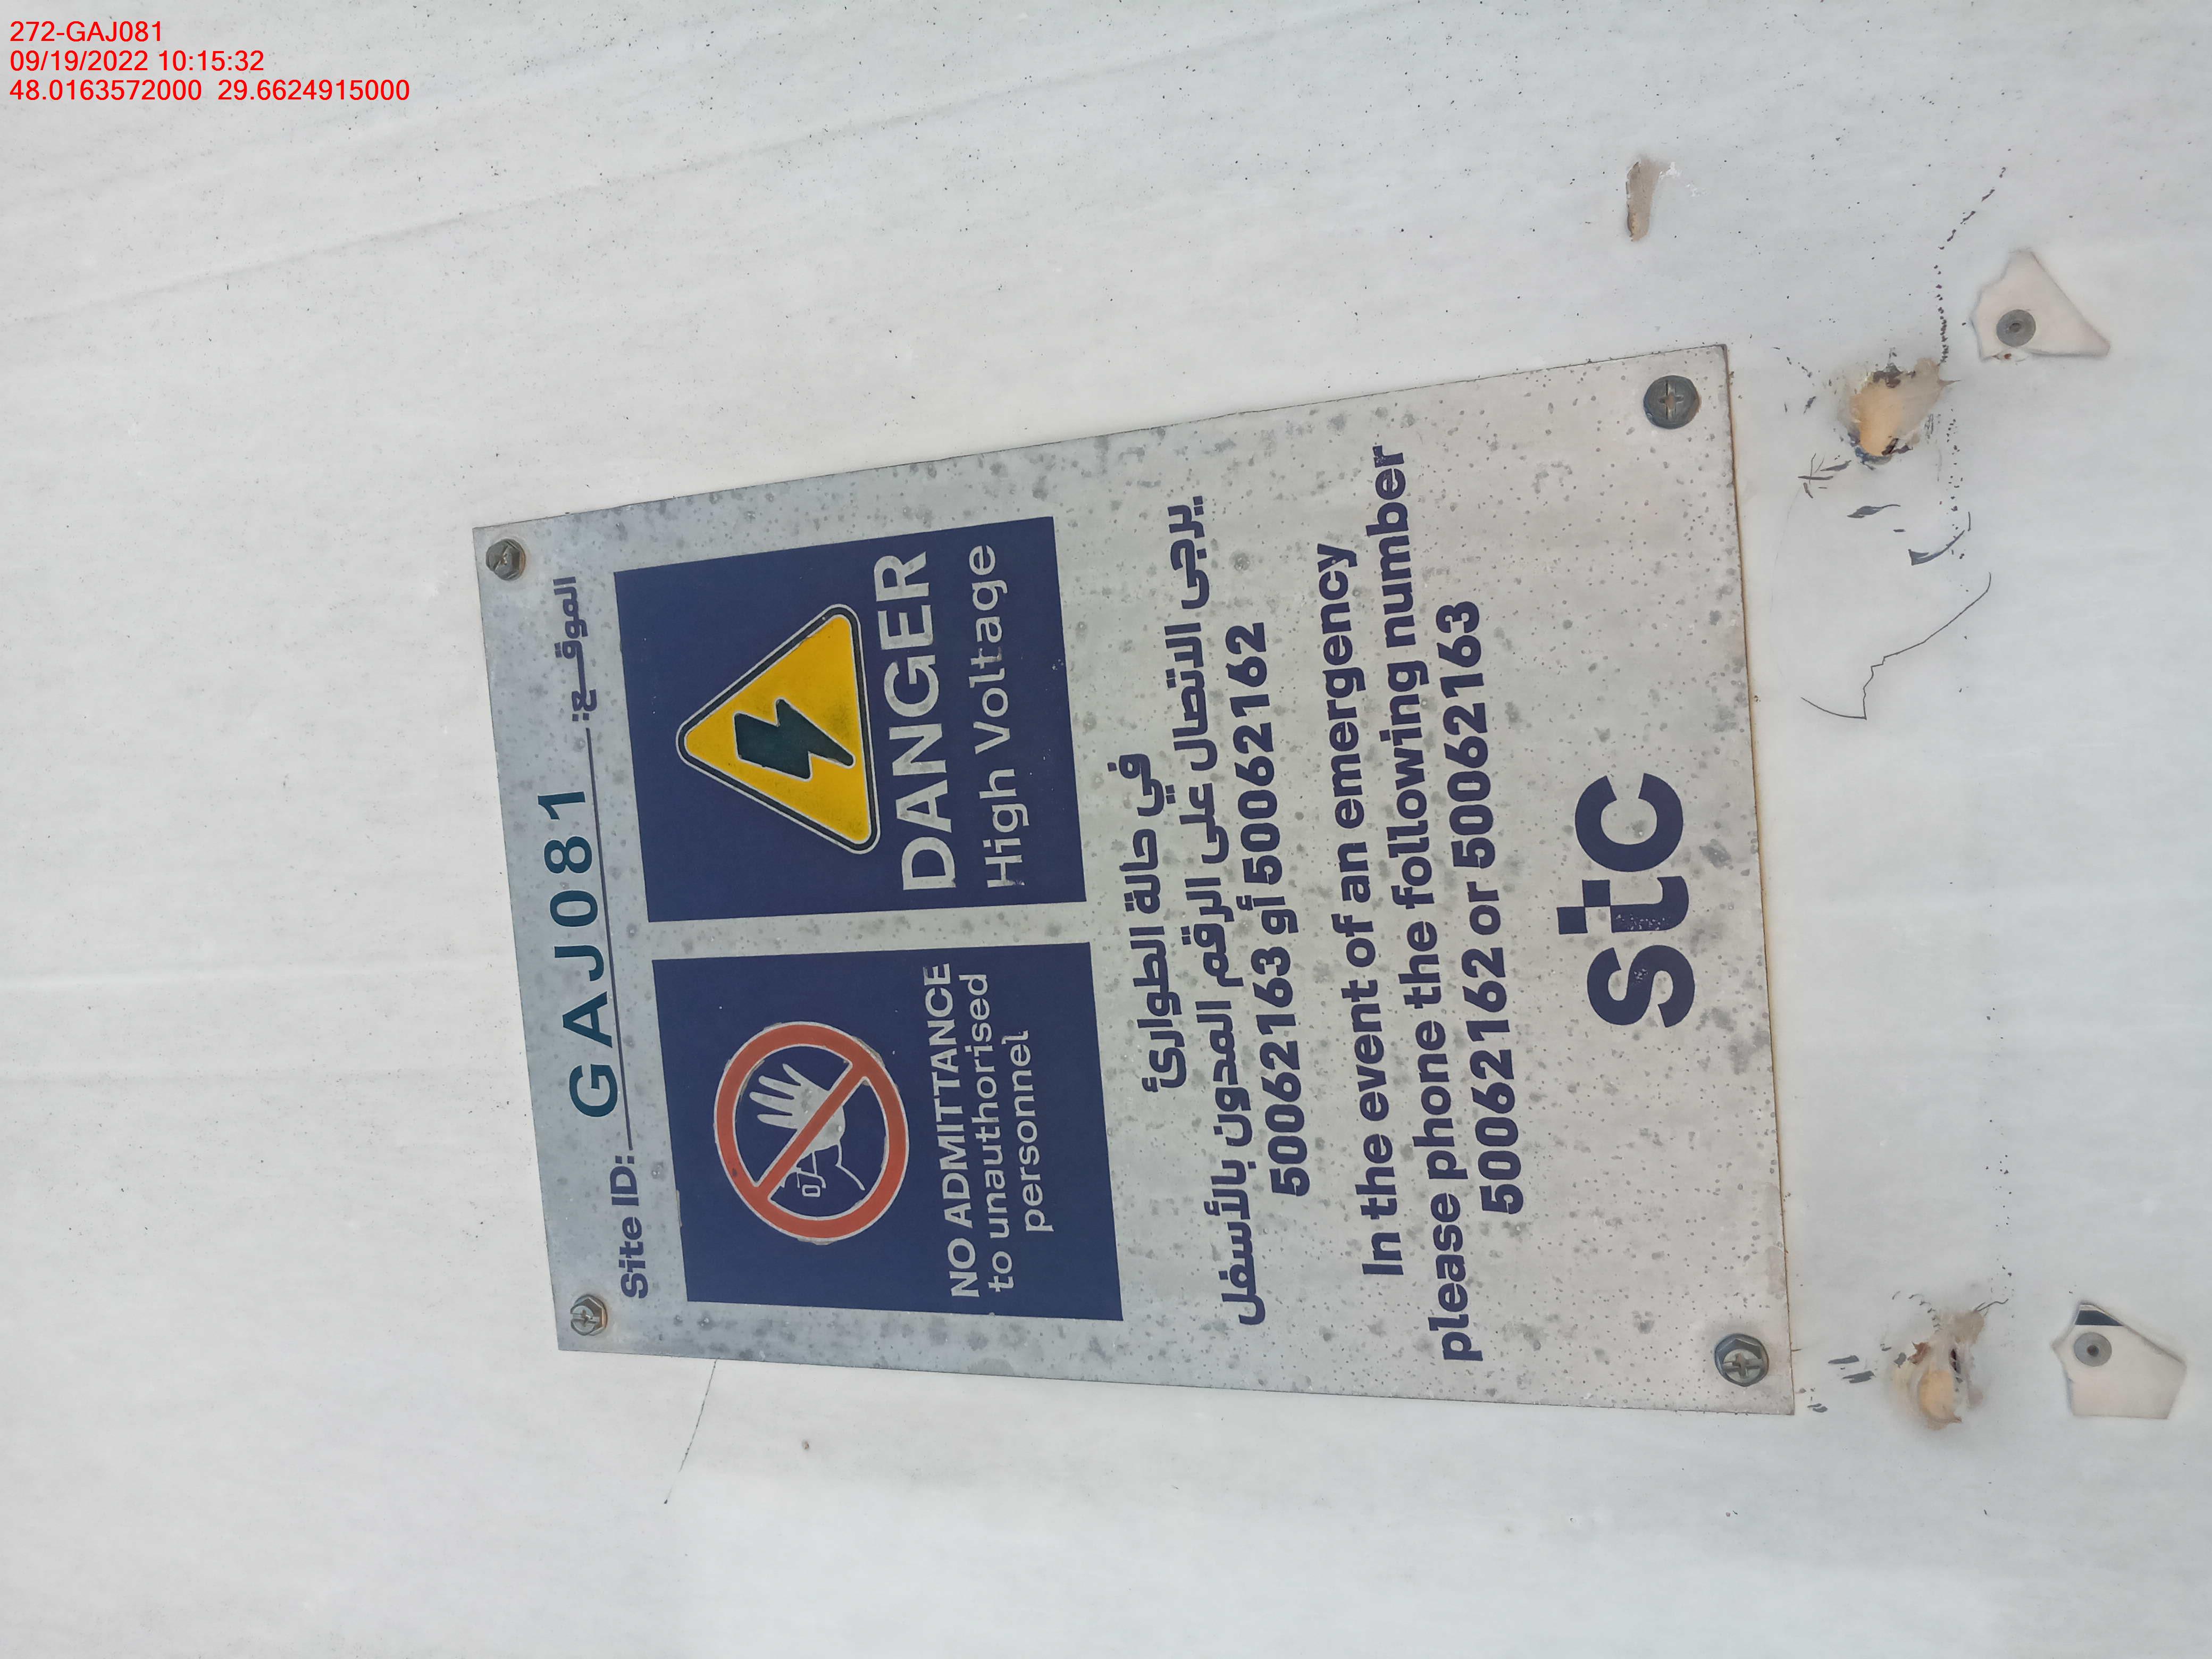 272-GAJ081
09/19/2022 10:15:32
48.0163572000 29.6624915000
Site ID: GAJ081 الموقـــع:
NO ADMITTANCE
to unauthorised
personnel
DANGER
High Voltage
في حالة الطوارئ
يرجى الاتصال على الرقم المدون بالأسفل
50062163 أو 50062162
In the event of an emergency
please phone the following number
50062162 or 50062163
stc